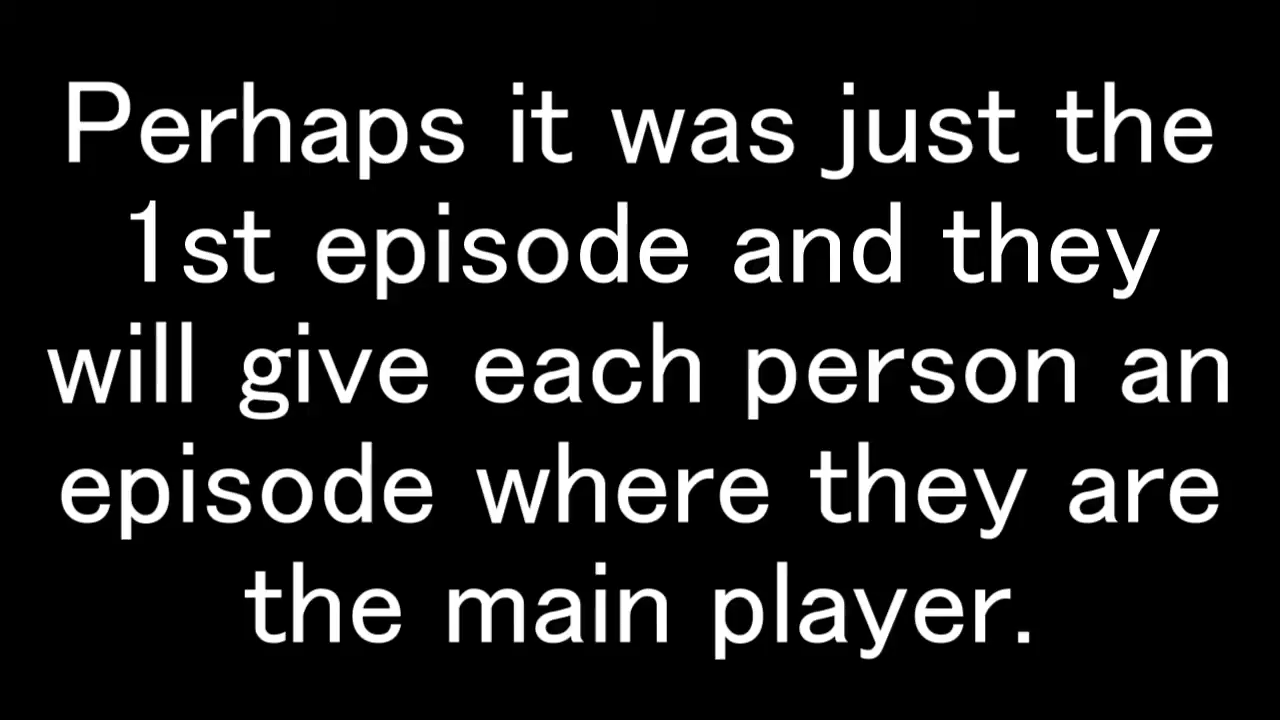 Perhaps it was just the
1st episode and they
will give each person an
episode where they are
the main player.